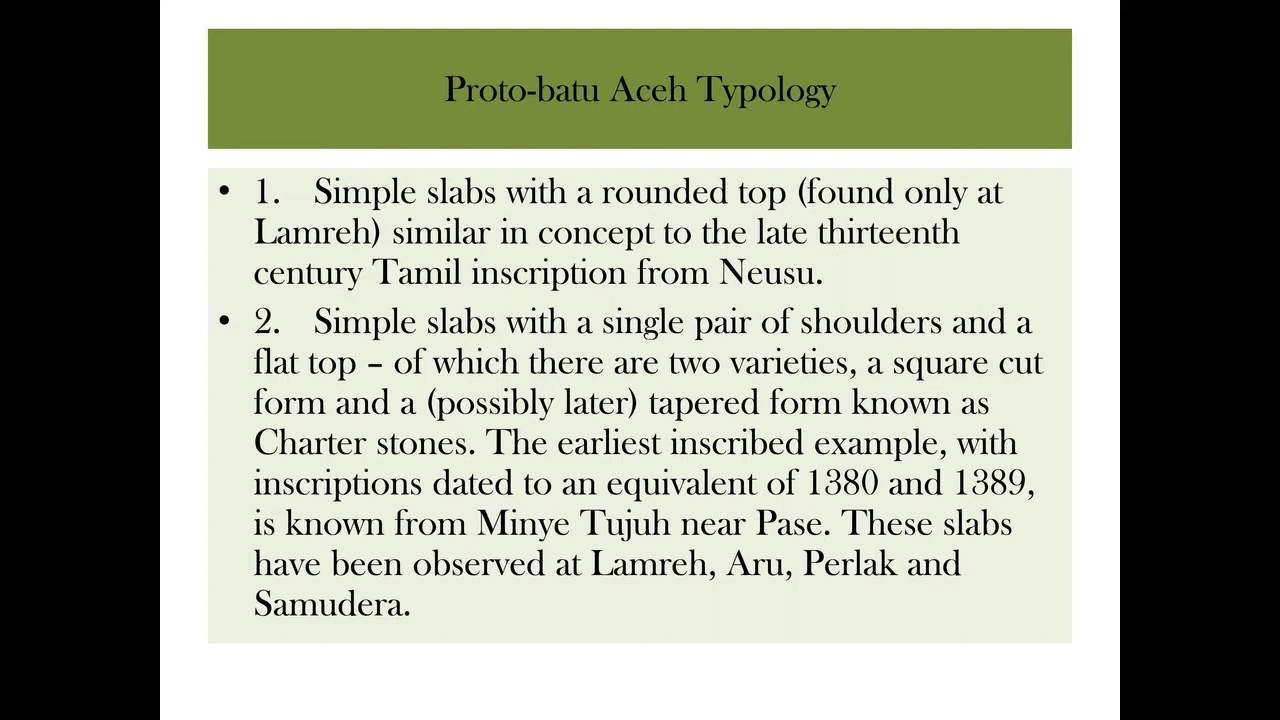 Proto-batu Aceh Typology
• 1. Simple slabs with a rounded top (found only at
Lamreh) similar in concept to the late thirteenth
century Tamil inscription from Neusu.
• 2. Simple slabs with a single pair of shoulders and a
flat top – of which there are two varieties, a square cut
form and a (possibly later) tapered form known as
Charter stones. The earliest inscribed example, with
inscriptions dated to an equivalent of 1380 and 1389,
is known from Minye Tujuh near Pase. These slabs
have been observed at Lamreh, Aru, Perlak and
Samudera.